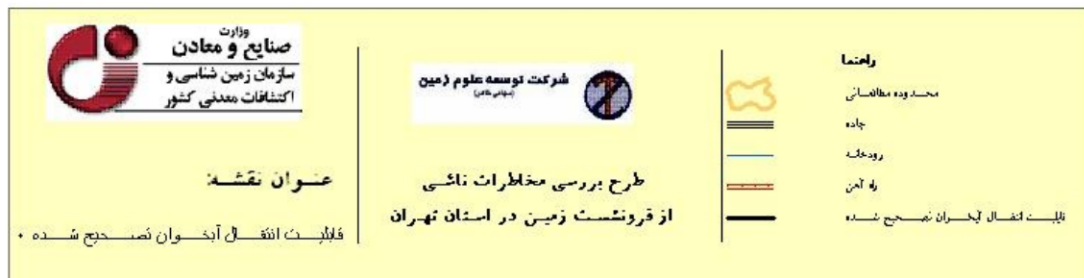 راهنما
محدوده مطالعاتی
جاده
رودخانه
راه آهن
قابلیت انتقال آبخوان تصحیح شده
شرکت توسعه علوم زمین
(سهامی خاص)
طرح بررسی مخاطرات ناشی
از فرونشست زمین در استان تهران
وزارت
صنایع و معادن
سازمان زمین شناسی و
اکتشافات معدنی کشور
عنوان نقشه:
قابلیت انتقال آبخوان تصحیح شده